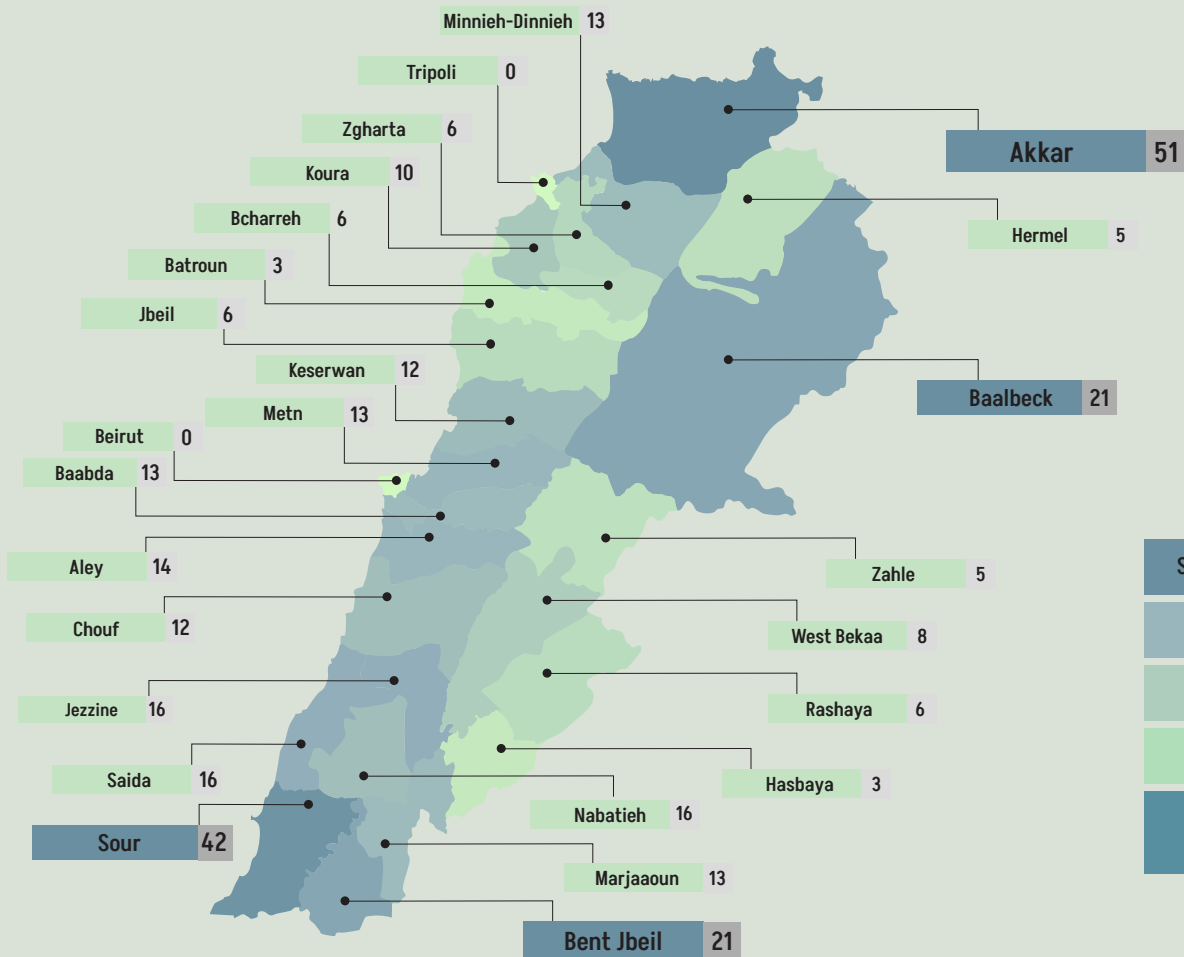 Minnieh-Dinnieh 13
Tripoli 0
Zgharta 6
Akkar 51
Koura 10
Bcharreh 6
Hermel 5
Batroun 3
Jbeil 6
Keserwan 12
Baalbeck 21
Metn 13
Beirut 0
Baabda 13
Aley 14
Zahle 5
Chouf 12
West Bekaa 8
Jezzine 16
Rashaya 6
Saida 16
Hasbaya 3
Nabatieh 16
Sour 42
Marjaaoun 13
Bent Jbeil 21